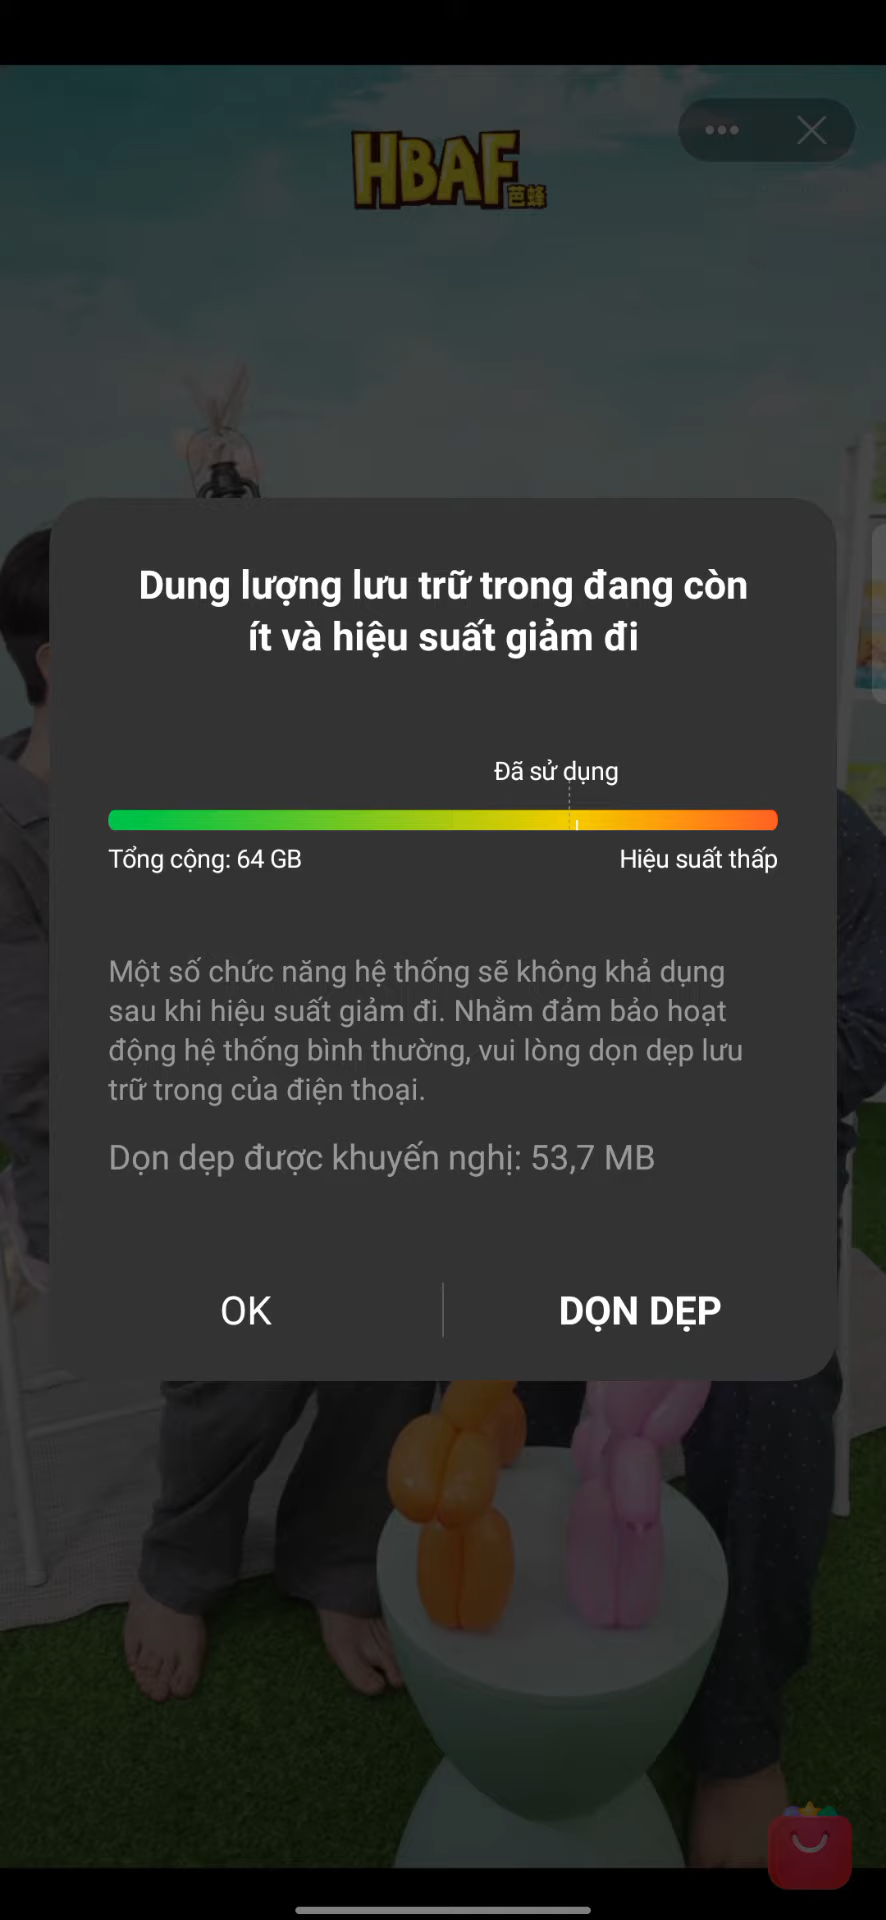 HBAF
芭蜂
Dung lượng lưu trữ trong đang còn
ít và hiệu suất giảm đi
Đã sử dụng
Tổng cộng: 64 GB
Hiệu suất thấp
Một số chức năng hệ thống sẽ không khả dụng
sau khi hiệu suất giảm đi. Nhằm đảm bảo hoạt
động hệ thống bình thường, vui lòng dọn dẹp lưu
trữ trong của điện thoại.
Dọn dẹp được khuyến nghị: 53,7 MB
OK
DỌN DẸP